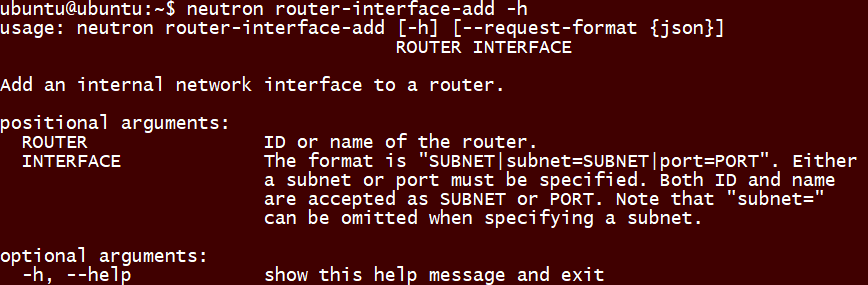 ubuntu@ubuntu:~$ neutron router-interface-add -h
usage: neutron router-interface-add [-h] [--request-format {json}]
ROUTER INTERFACE
Add an internal network interface to a router.
positional arguments:
ROUTER ID or name of the router.
INTERFACE The format is "SUBNET|subnet=SUBNET|port=PORT". Either
a subnet or port must be specified. Both ID and name
are accepted as SUBNET or PORT. Note that "subnet="
can be omitted when specifying a subnet.
optional arguments:
-h, --help show this help message and exit